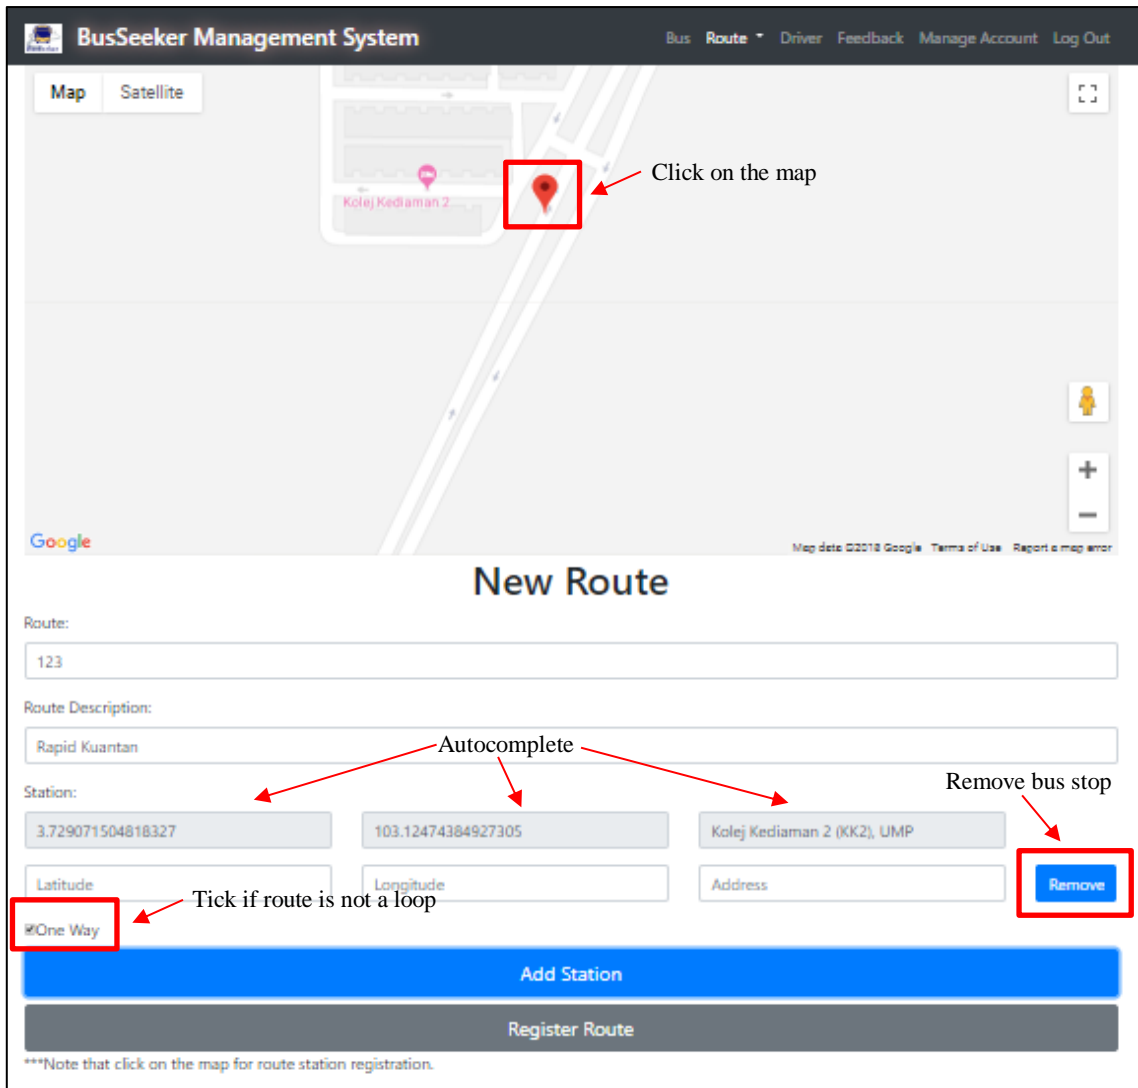 BusSeeker Management System
Bus Route Driver Feedback Manage Account Log Out
Map Satellite
Click on the map
Kolej Kediaman 2
Google
Map data ©2018 Google Terms of Use Report a map error
New Route
Route:
123
Route Description:
Rapid Kuantan
Autocomplete
Station:
Remove bus stop
3.729071504818327 103.12474384927305 Kolej Kediaman 2 (KK2), UMP
Latitude Longitude Address Remove
Tick if route is not a loop
One Way
Add Station
Register Route
***Note that click on the map for route station registration.